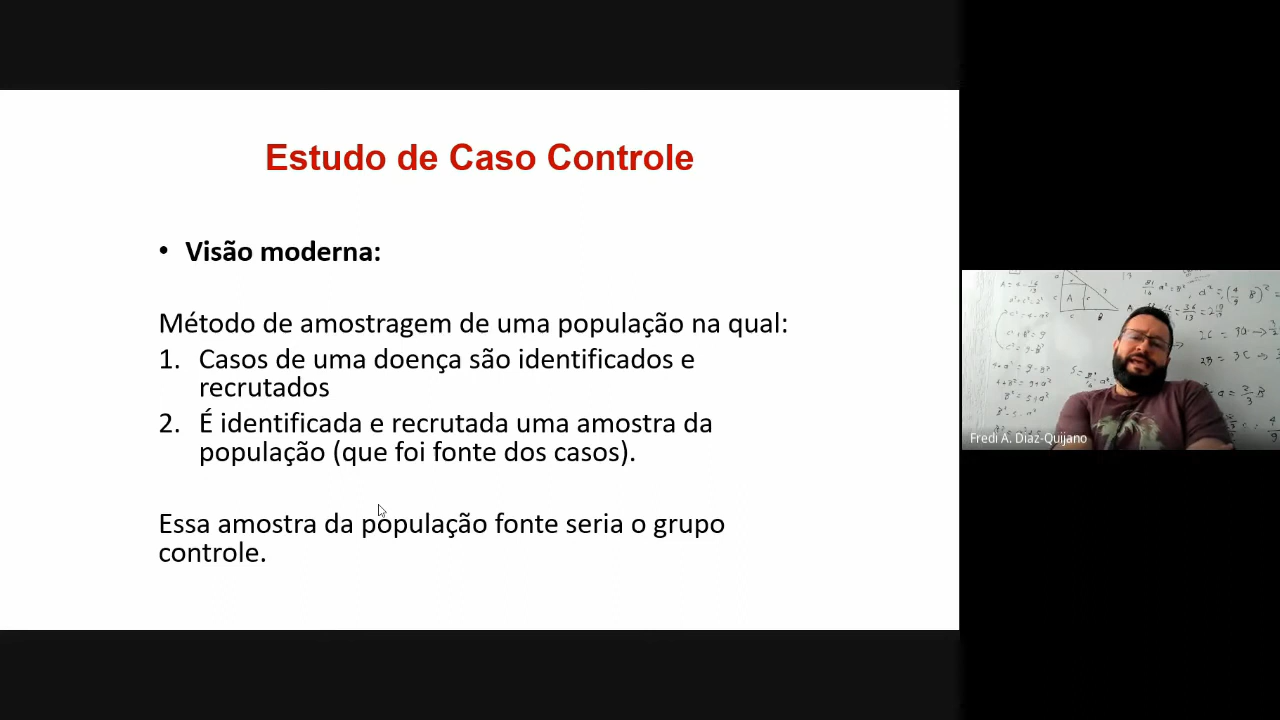 Estudo de Caso Controle
• Visão moderna:
Método de amostragem de uma população na qual:
1. Casos de uma doença são identificados e
recrutados
2. É identificada e recrutada uma amostra da
população (que foi fonte dos casos).
Essa amostra da população fonte seria o grupo
controle.
Fredi A. Diaz-Quijano